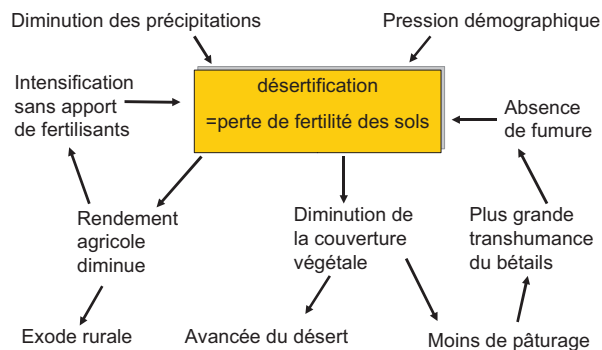 Diminution des précipitations
Pression démographique
Intensification
sans apport
de fertilisants
désertification
=perte de fertilité des sols
Absence
de fumure
Rendement
agricole
diminue
Diminution de
la couverture
végétale
Plus grande
transhumance
du bétails
Exode rurale
Avancée du désert
Moins de pâturage